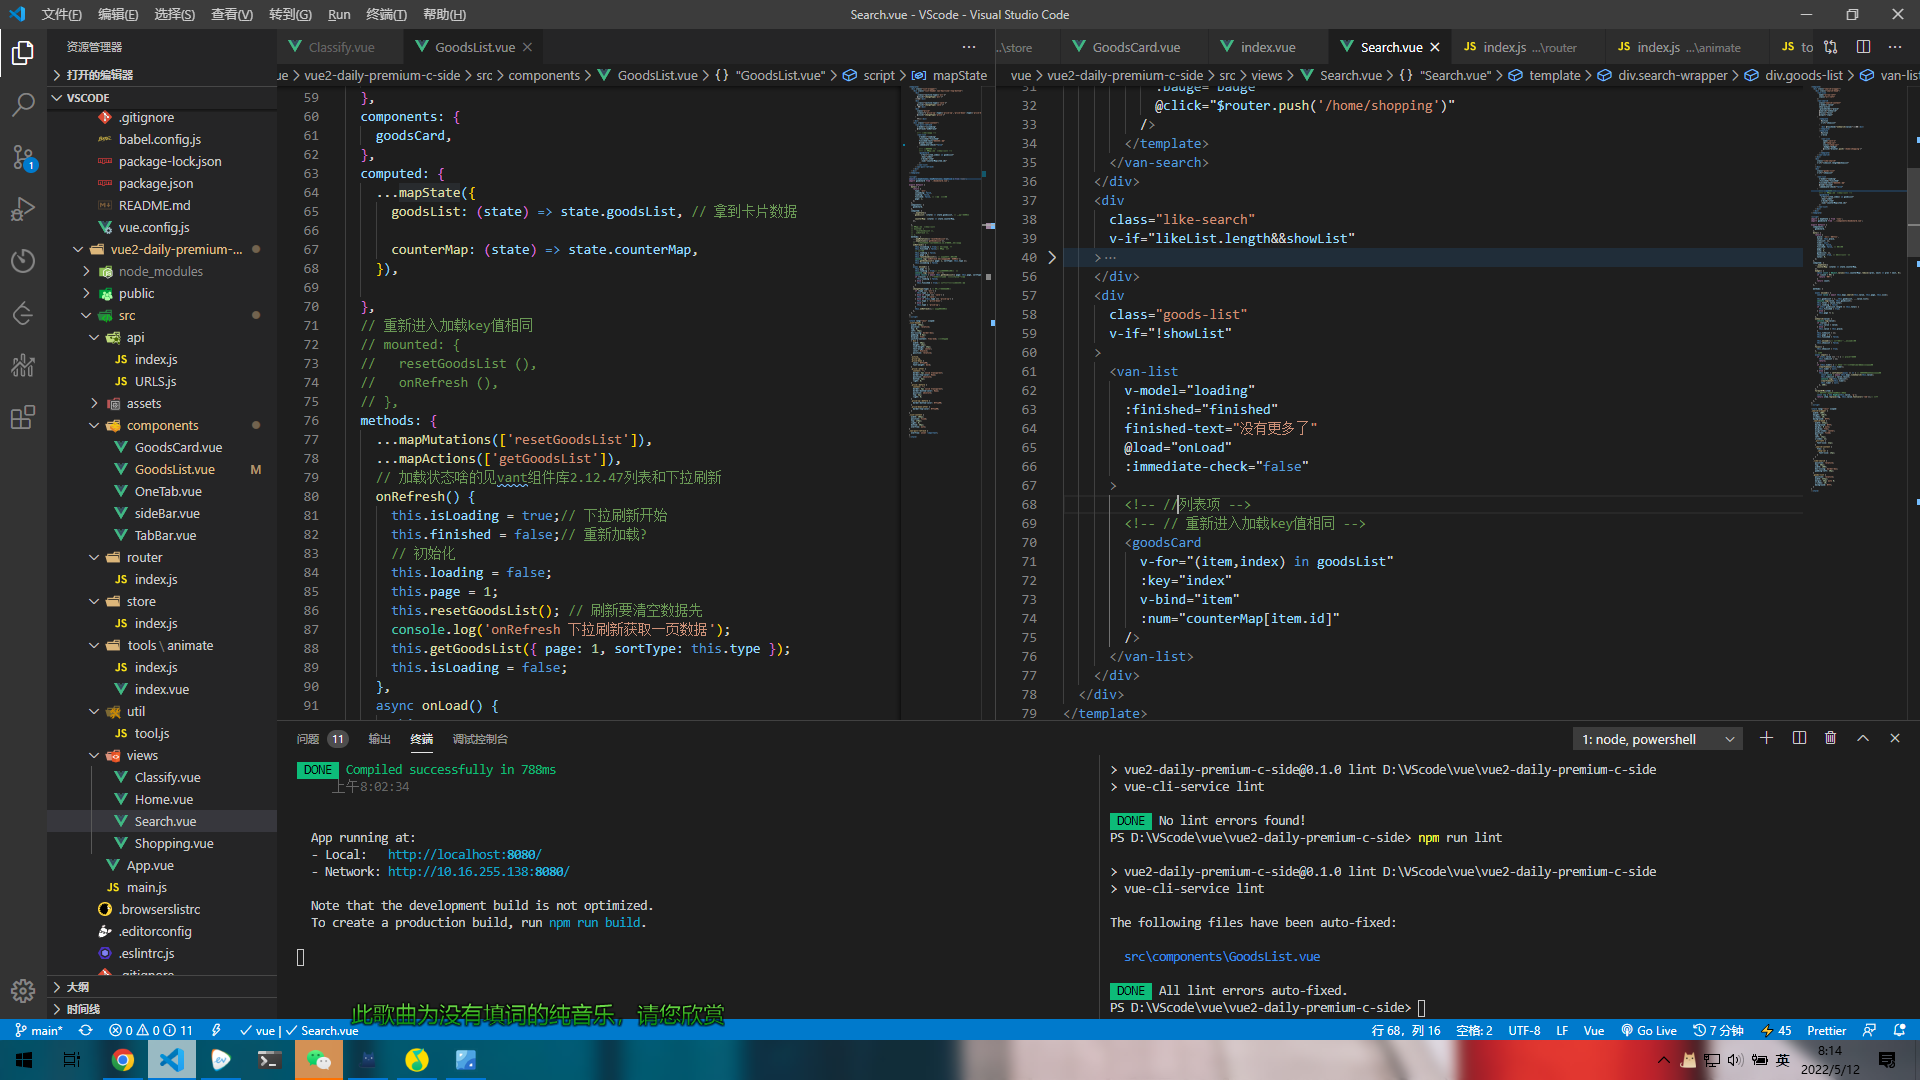 文件(F) 编辑(E) 选择(S) 查看(V) 转到(G) Run 终端(T) 帮助(H) Search.vue - VScode - Visual Studio Code
资源管理器
打开的编辑器
VSCODE
.gitignore
babel.config.js
package-lock.json
package.json
README.md
vue.config.js
vue2-daily-premium-...
node_modules
public
src
api
JS index.js
JS URLS.js
assets
components
GoodsCard.vue
GoodsList.vue M
OneTab.vue
sideBar.vue
TabBar.vue
router
JS index.js
store
JS index.js
tools \ animate
JS index.js
index.vue
util
JS tool.js
views
Classify.vue
Home.vue
Search.vue
Shopping.vue
App.vue
JS main.js
.browserslistrc
.editorconfig
.eslintrc.js
.gitignore
大纲
时间线
Classify.vue GoodsList.vue
ue > vue2-daily-premium-c-side > src > components > GoodsList.vue > {} "GoodsList.vue" > script > mapState
59 },
60 components: {
61 goodsCard,
62 },
63 computed: {
64 ...mapState({
65 goodsList: (state) => state.goodsList, // 拿到卡片数据
66
67 counterMap: (state) => state.counterMap,
68 }),
69
70 },
71 // 重新进入加载key值相同
72 // mounted: {
73 //   resetGoodsList (),
74 //   onRefresh (),
75 // },
76 methods: {
77 ...mapMutations(['resetGoodsList']),
78 ...mapActions(['getGoodsList']),
79 // 加载状态啥的见vant组件库2.12.47列表和下拉刷新
80 onRefresh() {
81 this.isLoading = true;// 下拉刷新开始
82 this.finished = false;// 重新加载?
83 // 初始化
84 this.loading = false;
85 this.page = 1;
86 this.resetGoodsList(); // 刷新要清空数据先
87 console.log('onRefresh 下拉刷新获取一页数据');
88 this.getGoodsList({ page: 1, sortType: this.type });
89 this.isLoading = false;
90 },
91 async onLoad() {
...\store GoodsCard.vue index.vue Search.vue JS index.js ...\router JS index.js ...\animate JS to
vue > vue2-daily-premium-c-side > src > views > Search.vue > {} "Search.vue" > template > div.search-wrapper > div.goods-list > van-list
31 :badge="badge"
32 @click="$router.push('/home/shopping')"
33 />
34 </template>
35 </van-search>
36 </div>
37 <div
38 class="like-search"
39 v-if="likeList.length&&showList"
40 > ...
56 </div>
57 <div
58 class="goods-list"
59 v-if="!showList"
60 >
61 <van-list
62 v-model="loading"
63 :finished="finished"
64 finished-text="没有更多了"
65 @load="onLoad"
66 :immediate-check="false"
67 >
68 <!-- //列表项 -->
69 <!-- // 重新进入加载key值相同 -->
70 <goodsCard
71 v-for="(item,index) in goodsList"
72 :key="index"
73 v-bind="item"
74 :num="counterMap[item.id]"
75 />
76 </van-list>
77 </div>
78 </div>
79 </template>
问题 11 输出 终端 调试控制台 1: node, powershell
DONE Compiled successfully in 788ms
上午8:02:34
App running at:
- Local: http://localhost:8080/
- Network: http://10.16.255.138:8080/
Note that the development build is not optimized.
To create a production build, run npm run build.
> vue2-daily-premium-c-side@0.1.0 lint D:\VScode\vue\vue2-daily-premium-c-side
> vue-cli-service lint
DONE No lint errors found!
PS D:\VScode\vue\vue2-daily-premium-c-side> npm run lint
> vue2-daily-premium-c-side@0.1.0 lint D:\VScode\vue\vue2-daily-premium-c-side
> vue-cli-service lint
The following files have been auto-fixed:
src\components\GoodsList.vue
DONE All lint errors auto-fixed.
PS D:\VScode\vue\vue2-daily-premium-c-side>
此歌曲为没有填词的纯音乐，请您欣赏
main* 0 0 11 vue | Search.vue 行 68，列 16 空格: 2 UTF-8 LF Vue Go Live 7 分钟 45 Prettier
英 8:14
2022/5/12